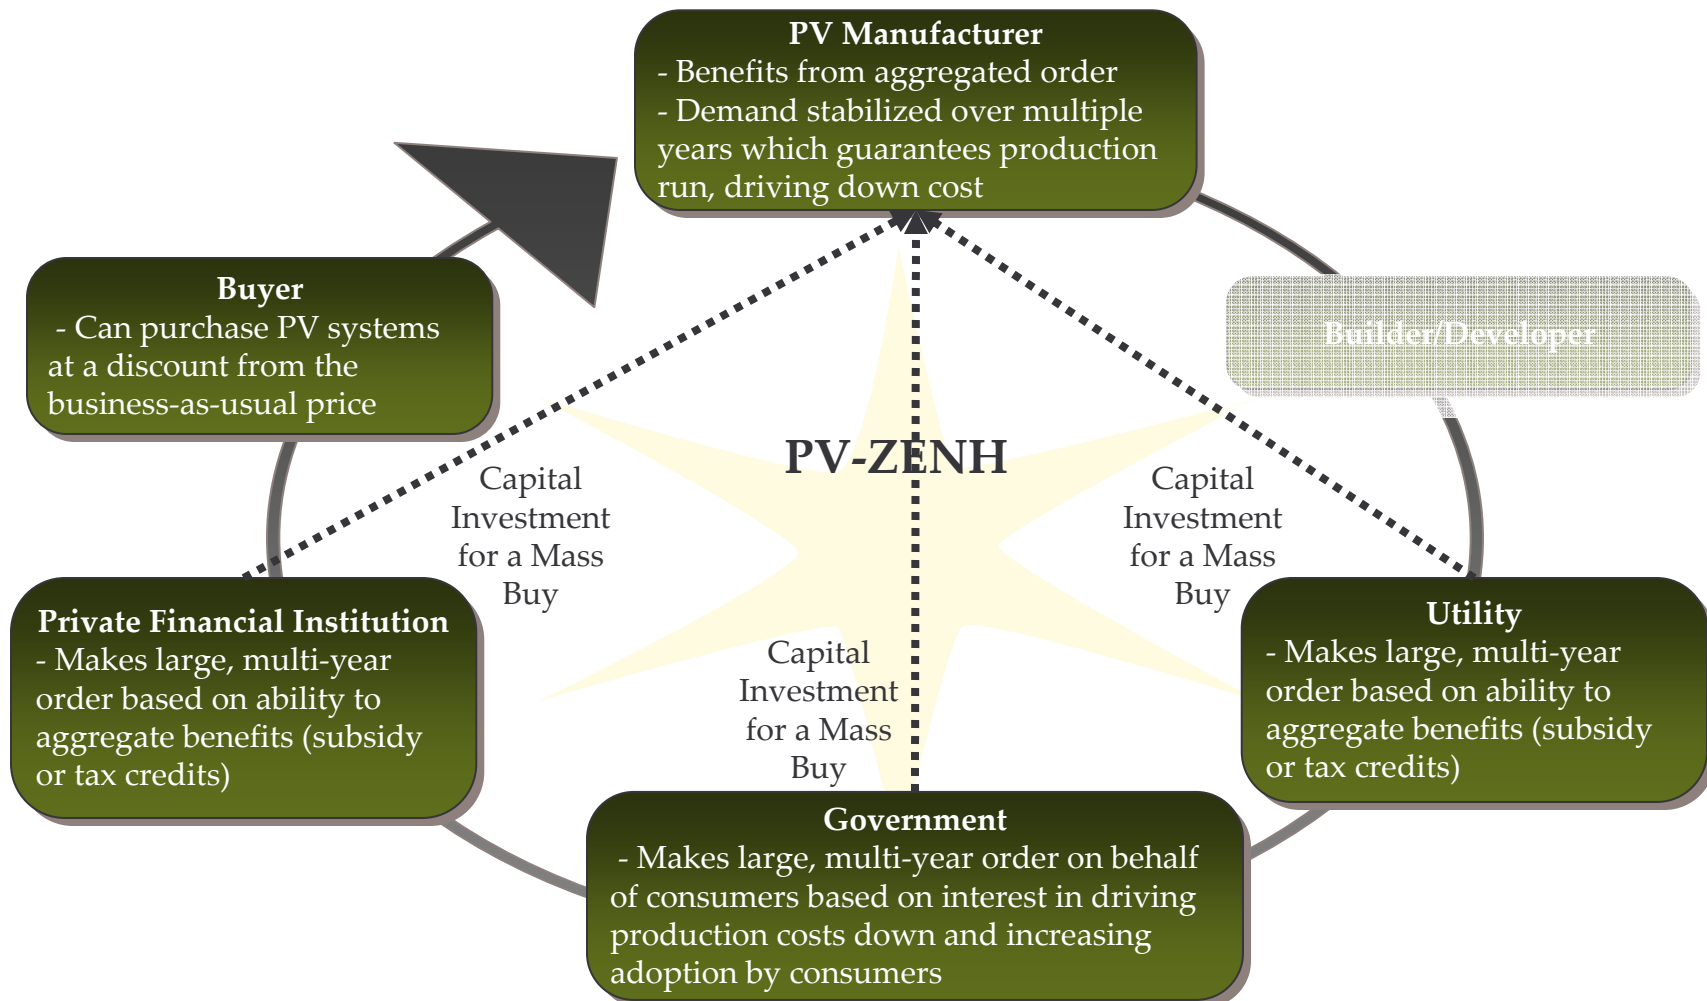 PV Manufacturer
- Benefits from aggregated order
- Demand stabilized over multiple
years which guarantees production
run, driving down cost
Buyer
- Can purchase PV systems
at a discount from the
business-as-usual price
Builder/Developer
PV-ZENH
Capital
Investment
for a Mass
Buy
Capital
Investment
for a Mass
Buy
Private Financial Institution
- Makes large, multi-year
order based on ability to
aggregate benefits (subsidy
or tax credits)
Capital
Investment
for a Mass
Buy
Utility
- Makes large, multi-year
order based on ability to
aggregate benefits (subsidy
or tax credits)
Government
- Makes large, multi-year order on behalf
of consumers based on interest in driving
production costs down and increasing
adoption by consumers